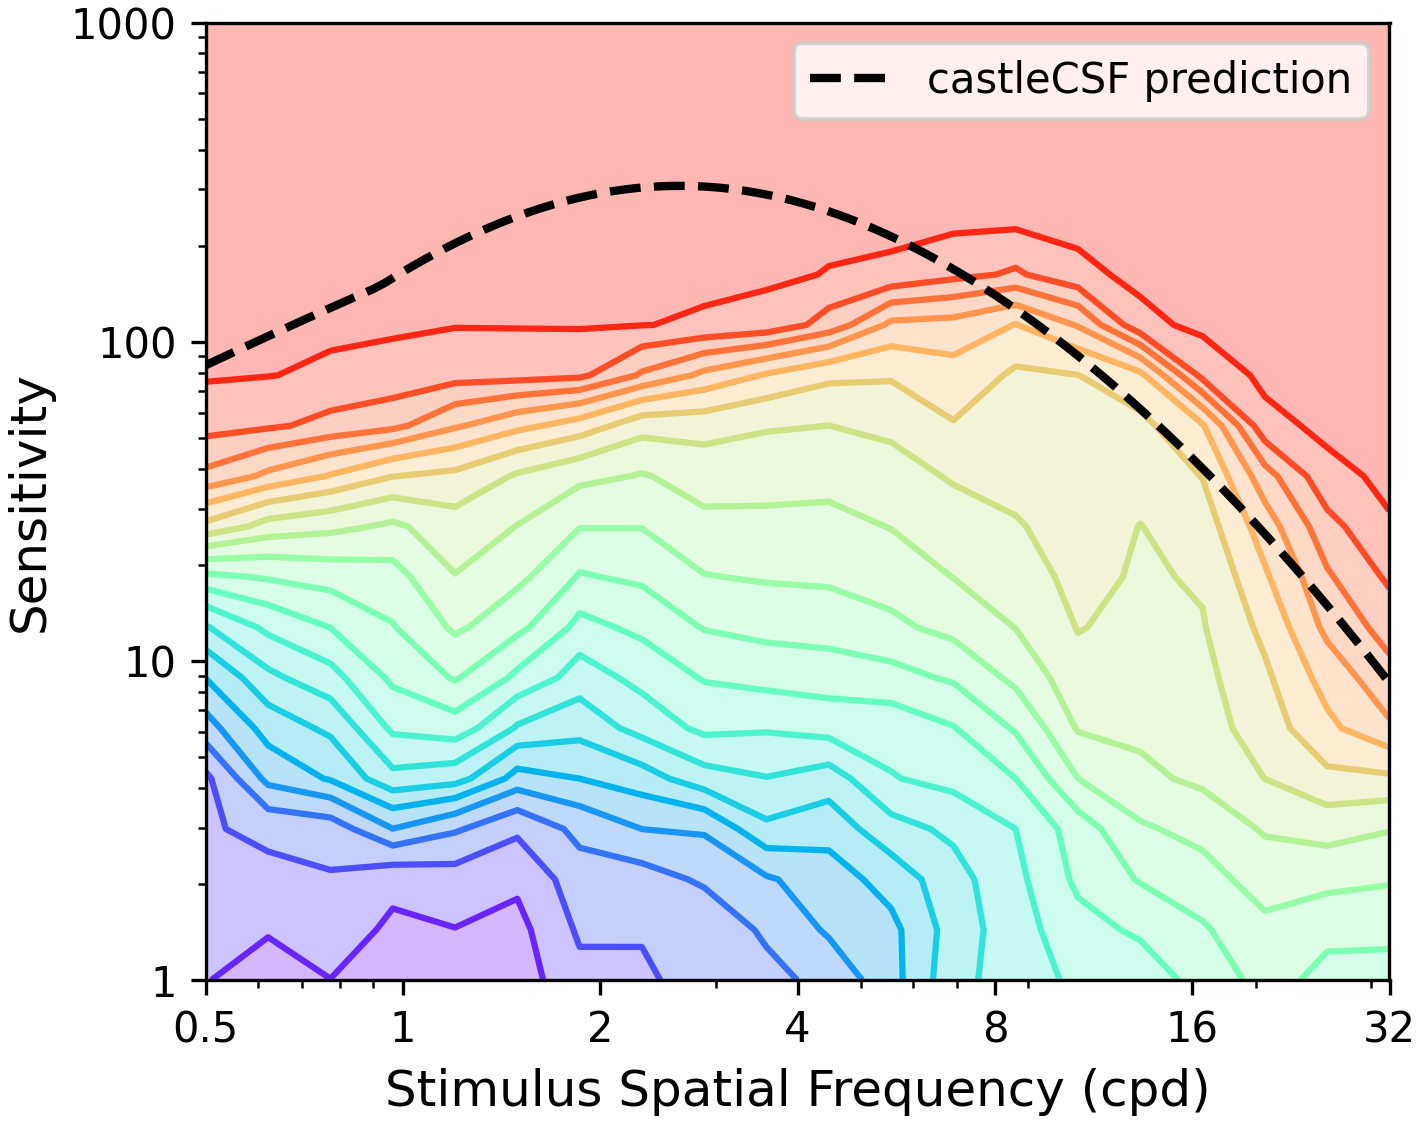 1000
100
10
1
Sensitivity
castleCSF prediction
0.5 1 2 4 8 16 32
Stimulus Spatial Frequency (cpd)